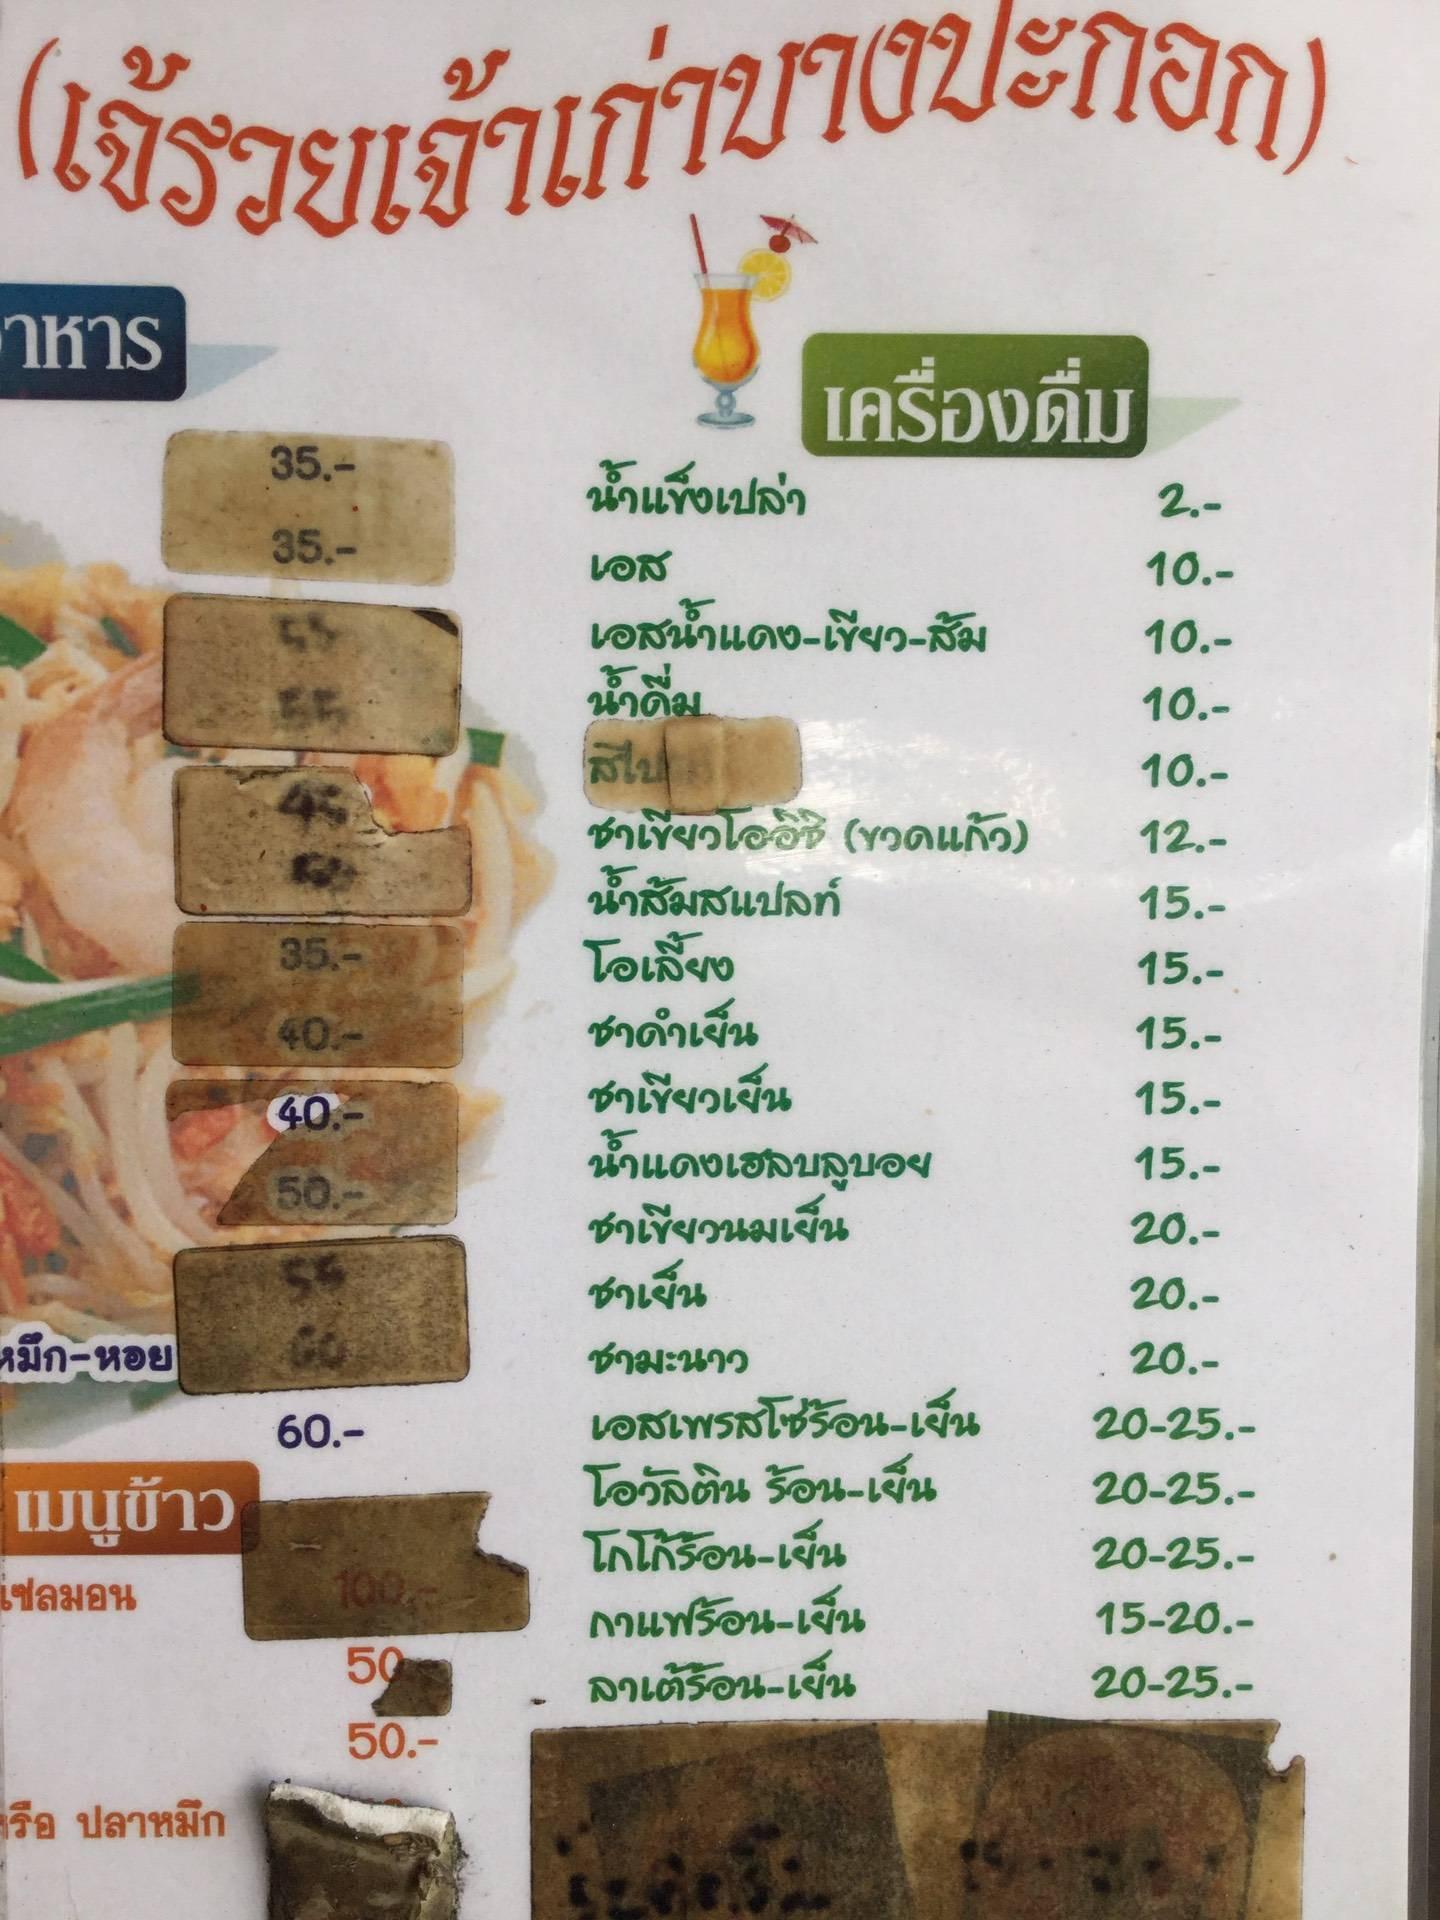 (เจ้รวยเจ้าเก่าบางปะกอก)
าหาร
35.-
35.-
55
55
45
35.-
40.-
40.-
50.-
55
60
หมึก-หอย
60.-
เมนูข้าว
แซลมอน
100.-
50
50.-
หรือ ปลาหมึก
เครื่องดื่ม
น้ำแข็งเปล่า 2.-
เอส 10.-
เอสน้ำแดง-เขียว-ส้ม 10.-
น้ำดื่ม 10.-
สไป 10.-
ชาเขียวโออิชิ (ขวดแก้ว) 12.-
น้ำส้มสแปลท์ 15.-
โอเลี้ยง 15.-
ชาดำเย็น 15.-
ชาเขียวเย็น 15.-
น้ำแดงเฮลบลูบอย 15.-
ชาเขียวนมเย็น 20.-
ชาเย็น 20.-
ชามะนาว 20.-
เอสเพรสโซ่ร้อน-เย็น 20-25.-
โอวัลติน ร้อน-เย็น 20-25.-
โกโก้ร้อน-เย็น 20-25.-
กาแฟร้อน-เย็น 15-20.-
ลาเต้ร้อน-เย็น 20-25.-